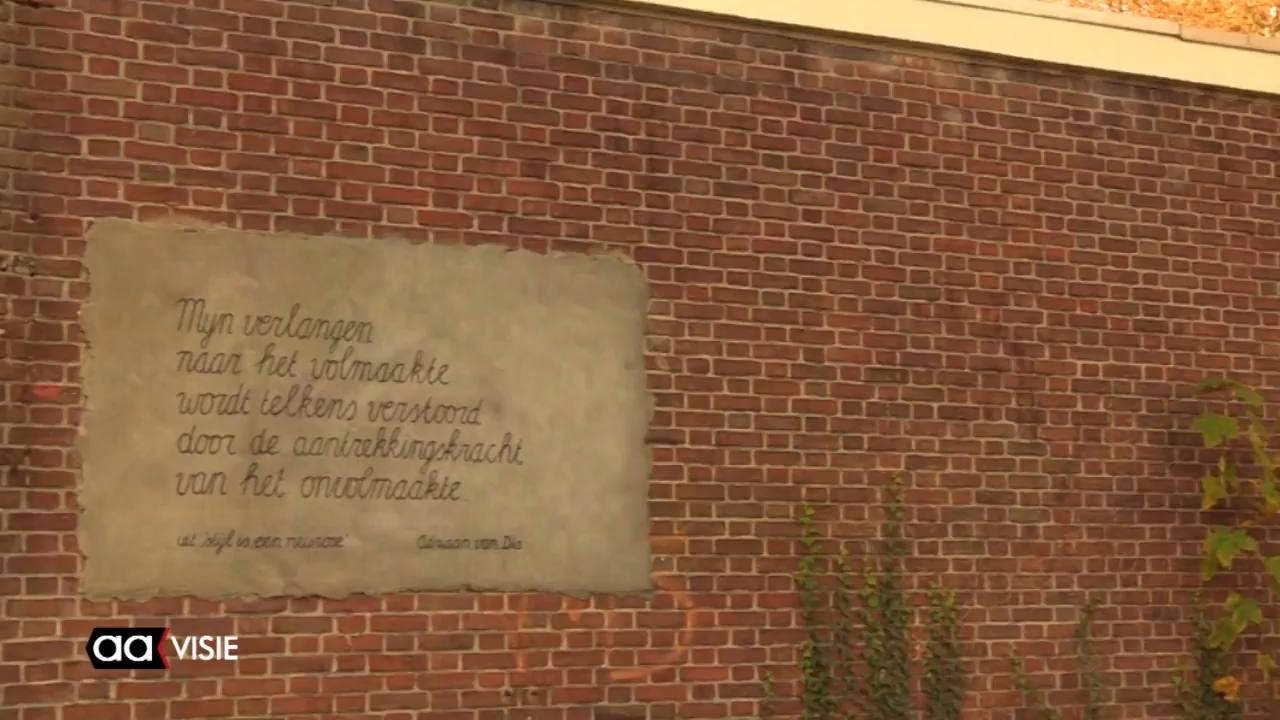 Mijn verlangen
naar het volmaakte
wordt telkens verstoord
door de aantrekkingskracht
van het onvolmaakte.
uit 'stijl is een neurose' Adriaan van Dis
aa VISIE